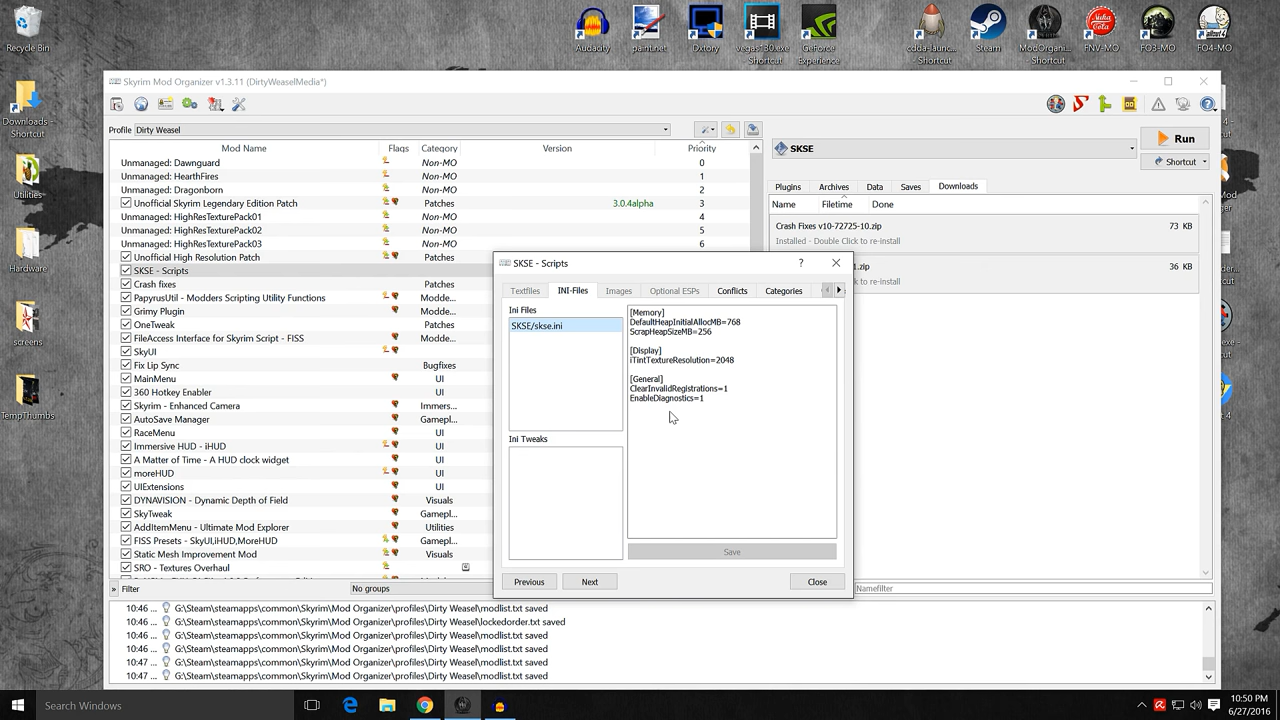 Recycle Bin
Audacity
paint.net
Dxtory
vegas130.exe Shortcut
GeForce Experience
cdda-launc... Shortcut
Steam
ModOrgani... Shortcut
FNV-MO
FO3-MO
FO4-MO
Downloads - Shortcut
Utilities
Hardware
screens
TempThumbs
Skyrim Mod Organizer v1.3.11 (DirtyWeaselMedia*)
Profile Dirty Weasel
Mod Name Flags Category Version Priority
Unmanaged: Dawnguard Non-MO 0
Unmanaged: HearthFires Non-MO 1
Unmanaged: Dragonborn Non-MO 2
Unofficial Skyrim Legendary Edition Patch Patches 3.0.4alpha 3
Unmanaged: HighResTexturePack01 Non-MO 4
Unmanaged: HighResTexturePack02 Non-MO 5
Unmanaged: HighResTexturePack03 Non-MO 6
Unofficial High Resolution Patch Patches
SKSE - Scripts
Crash fixes Patches
PapyrusUtil - Modders Scripting Utility Functions Modde...
Grimy Plugin Modde...
OneTweak Patches
FileAccess Interface for Skyrim Script - FISS Modde...
SkyUI UI
Fix Lip Sync Bugfixes
MainMenu UI
360 Hotkey Enabler UI
Skyrim - Enhanced Camera Immers...
AutoSave Manager Gamepl...
RaceMenu UI
Immersive HUD - iHUD UI
A Matter of Time - A HUD clock widget UI
moreHUD UI
UIExtensions UI
DYNAVISION - Dynamic Depth of Field Visuals
SkyTweak Gamepl...
AddItemMenu - Ultimate Mod Explorer Utilities
FISS Presets - SkyUI,iHUD,MoreHUD Gamepl...
Static Mesh Improvement Mod Visuals
SRO - Textures Overhaul
» Filter No groups Namefilter
SKSE
Run
Shortcut
Plugins Archives Data Saves Downloads
Name Filetime Done
Crash Fixes v10-72725-10.zip 73 KB
Installed - Double Click to re-install
1.zip 36 KB
ck to re-install
SKSE - Scripts
?
Textfiles INI-Files Images Optional ESPs Conflicts Categories
Ini Files
SKSE/skse.ini
Ini Tweaks
[Memory]
DefaultHeapInitialAllocMB=768
ScrapHeapSizeMB=256
[Display]
iTintTextureResolution=2048
[General]
ClearInvalidRegistrations=1
EnableDiagnostics=1
Save
Previous Next Close
10:46 ... G:\Steam\steamapps\common\Skyrim\Mod Organizer\profiles\Dirty Weasel\modlist.txt saved
10:46 ... G:\Steam\steamapps\common\Skyrim\Mod Organizer\profiles\Dirty Weasel\lockedorder.txt saved
10:46 ... G:\Steam\steamapps\common\Skyrim\Mod Organizer\profiles\Dirty Weasel\modlist.txt saved
10:46 ... G:\Steam\steamapps\common\Skyrim\Mod Organizer\profiles\Dirty Weasel\modlist.txt saved
10:47 ... G:\Steam\steamapps\common\Skyrim\Mod Organizer\profiles\Dirty Weasel\modlist.txt saved
10:47 ... G:\Steam\steamapps\common\Skyrim\Mod Organizer\profiles\Dirty Weasel\modlist.txt saved
Search Windows
10:50 PM
6/27/2016